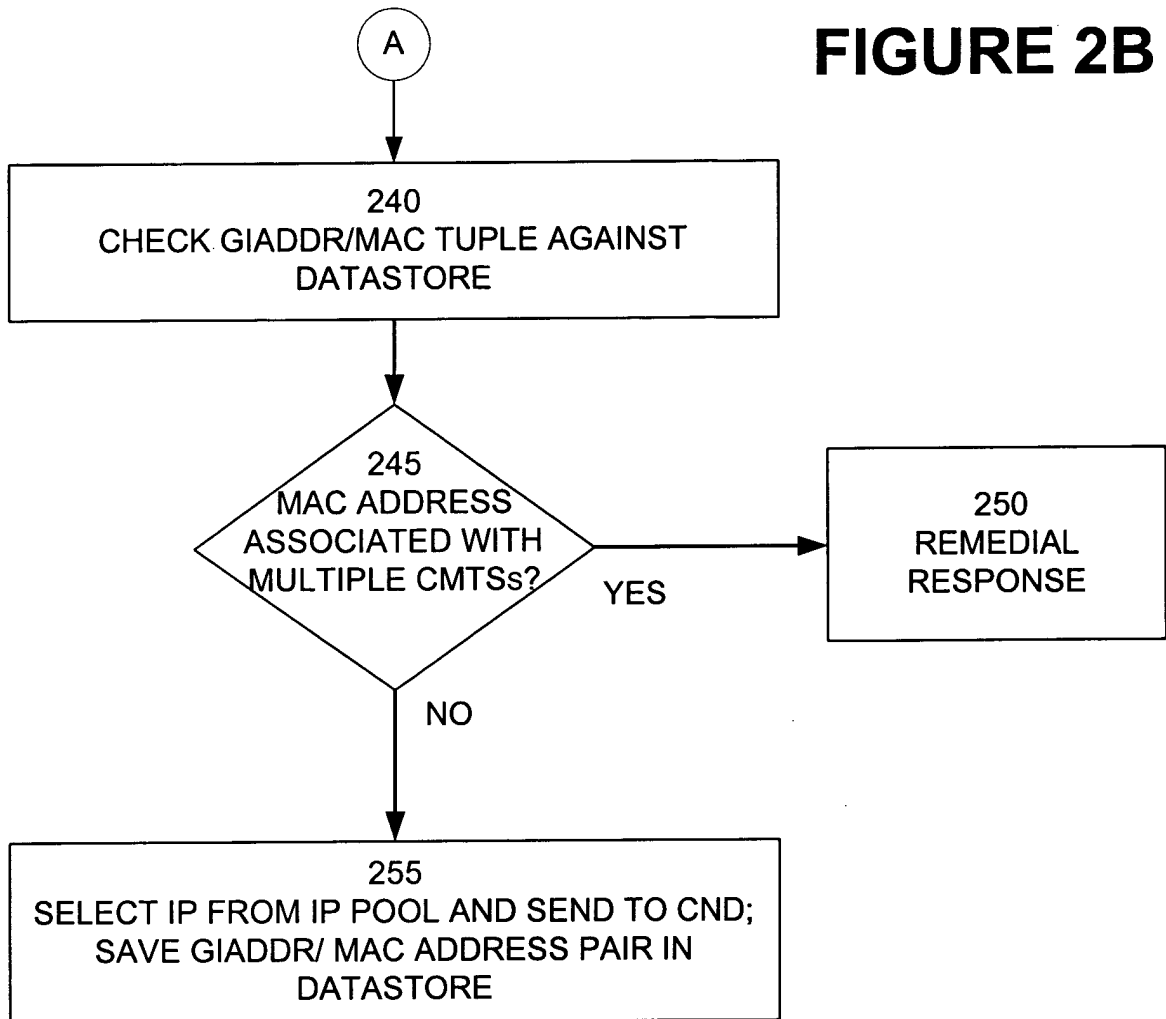 FIGURE 2B
A
240
CHECK GIADDR/MAC TUPLE AGAINST
DATASTORE
245
MAC ADDRESS
ASSOCIATED WITH
MULTIPLE CMTSs?
YES
250
REMEDIAL
RESPONSE
NO
255
SELECT IP FROM IP POOL AND SEND TO CND;
SAVE GIADDR/ MAC ADDRESS PAIR IN
DATASTORE